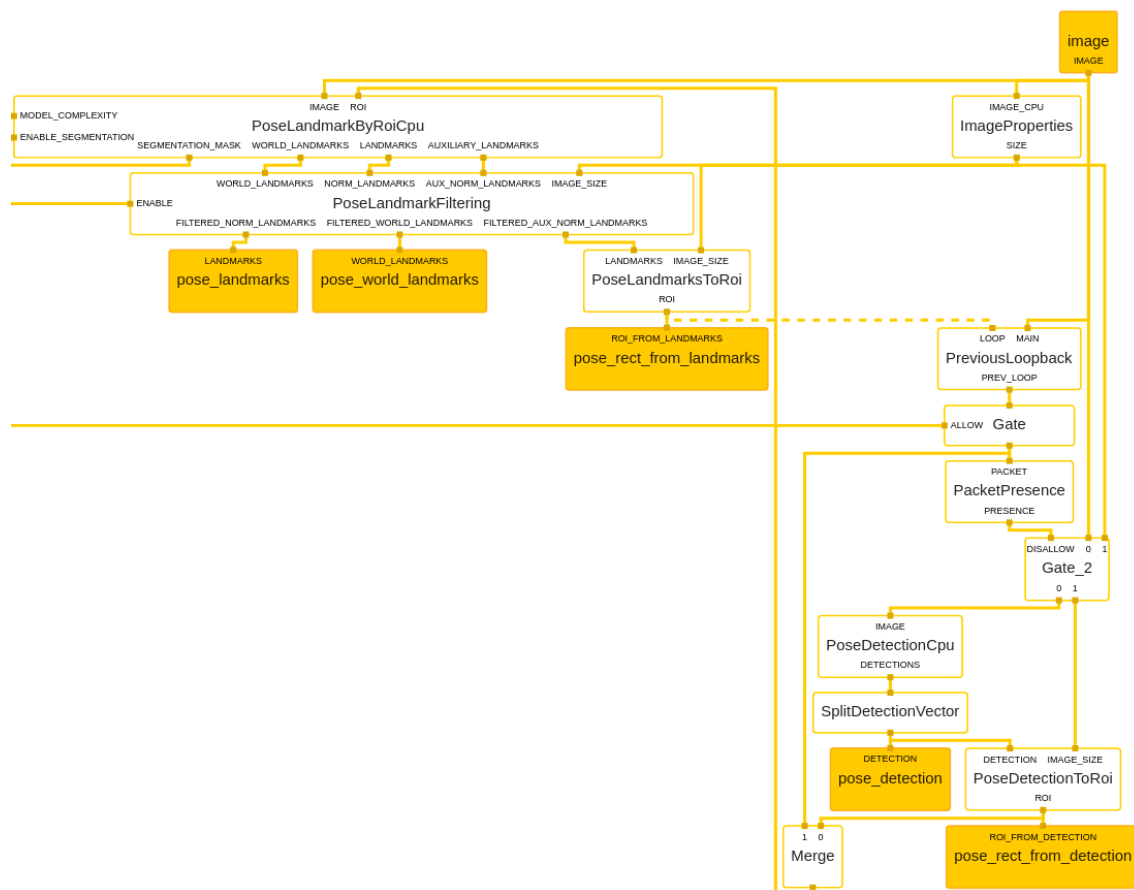 image
IMAGE
IMAGE ROI
MODEL_COMPLEXITY
PoseLandmarkByRoiCpu
ENABLE_SEGMENTATION
SEGMENTATION_MASK WORLD_LANDMARKS LANDMARKS AUXILIARY_LANDMARKS
IMAGE_CPU
ImageProperties
SIZE
WORLD_LANDMARKS NORM_LANDMARKS AUX_NORM_LANDMARKS IMAGE_SIZE
ENABLE PoseLandmarkFiltering
FILTERED_NORM_LANDMARKS FILTERED_WORLD_LANDMARKS FILTERED_AUX_NORM_LANDMARKS
LANDMARKS
pose_landmarks
WORLD_LANDMARKS
pose_world_landmarks
LANDMARKS IMAGE_SIZE
PoseLandmarksToRoi
ROI
ROI_FROM_LANDMARKS
pose_rect_from_landmarks
LOOP MAIN
PreviousLoopback
PREV_LOOP
ALLOW Gate
PACKET
PacketPresence
PRESENCE
DISALLOW 0 1
Gate_2
0 1
IMAGE
PoseDetectionCpu
DETECTIONS
SplitDetectionVector
DETECTION
pose_detection
DETECTION IMAGE_SIZE
PoseDetectionToRoi
ROI
1 0
Merge
ROI_FROM_DETECTION
pose_rect_from_detection